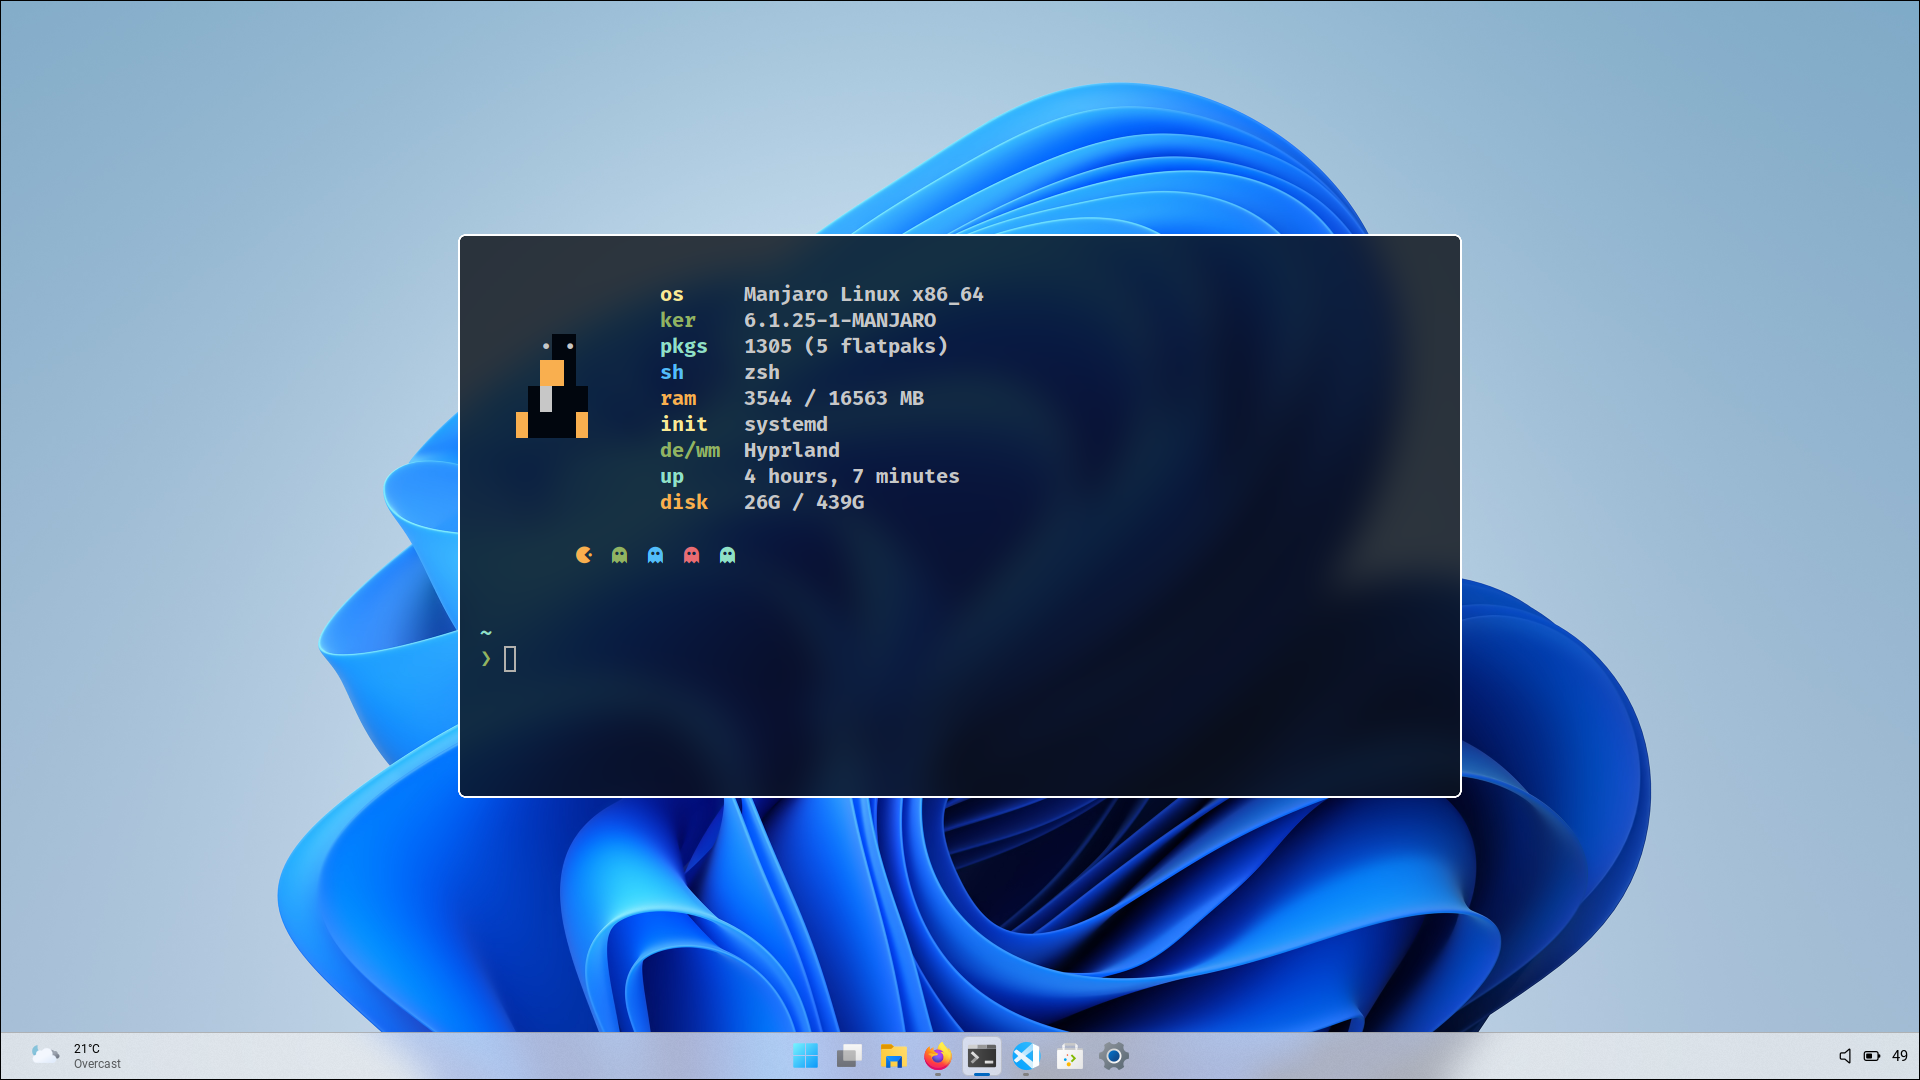 os Manjaro Linux x86_64
ker 6.1.25-1-MANJARO
pkgs 1305 (5 flatpaks)
sh zsh
ram 3544 / 16563 MB
init systemd
de/wm Hyprland
up 4 hours, 7 minutes
disk 26G / 439G
~
❯
21°C
Overcast
49